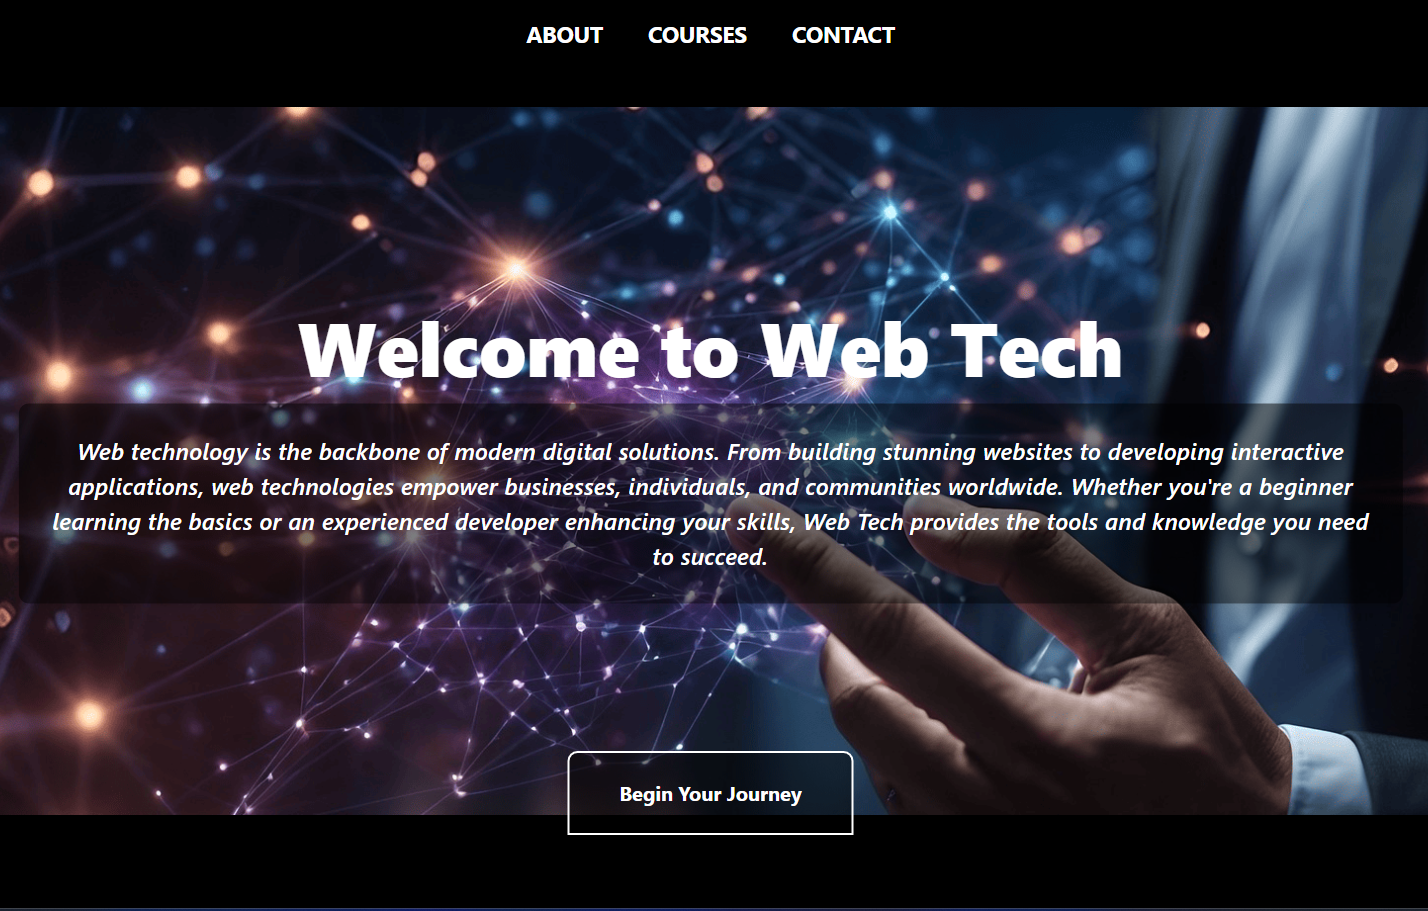 ABOUT COURSES CONTACT
Welcome to Web Tech
Web technology is the backbone of modern digital solutions. From building stunning websites to developing interactive
applications, web technologies empower businesses, individuals, and communities worldwide. Whether you're a beginner
learning the basics or an experienced developer enhancing your skills, Web Tech provides the tools and knowledge you need
to succeed.
Begin Your Journey